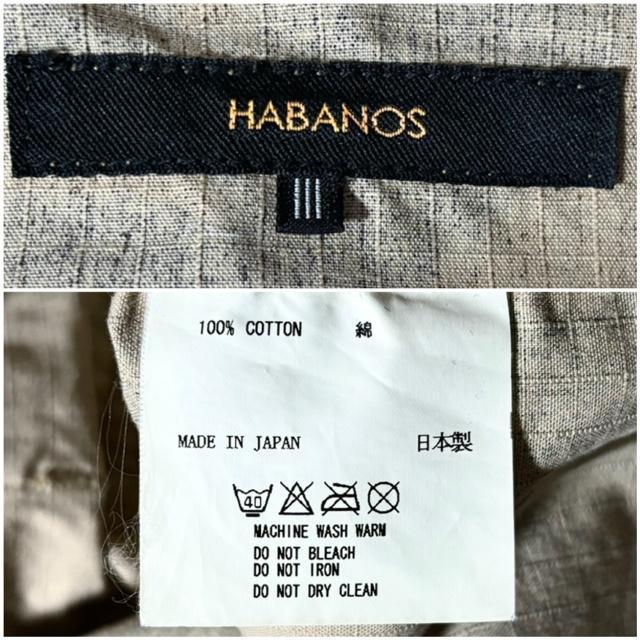 HABANOS
III
100% COTTON 綿
MADE IN JAPAN 日本製
40
MACHINE WASH WARM
DO NOT BLEACH
DO NOT IRON
DO NOT DRY CLEAN